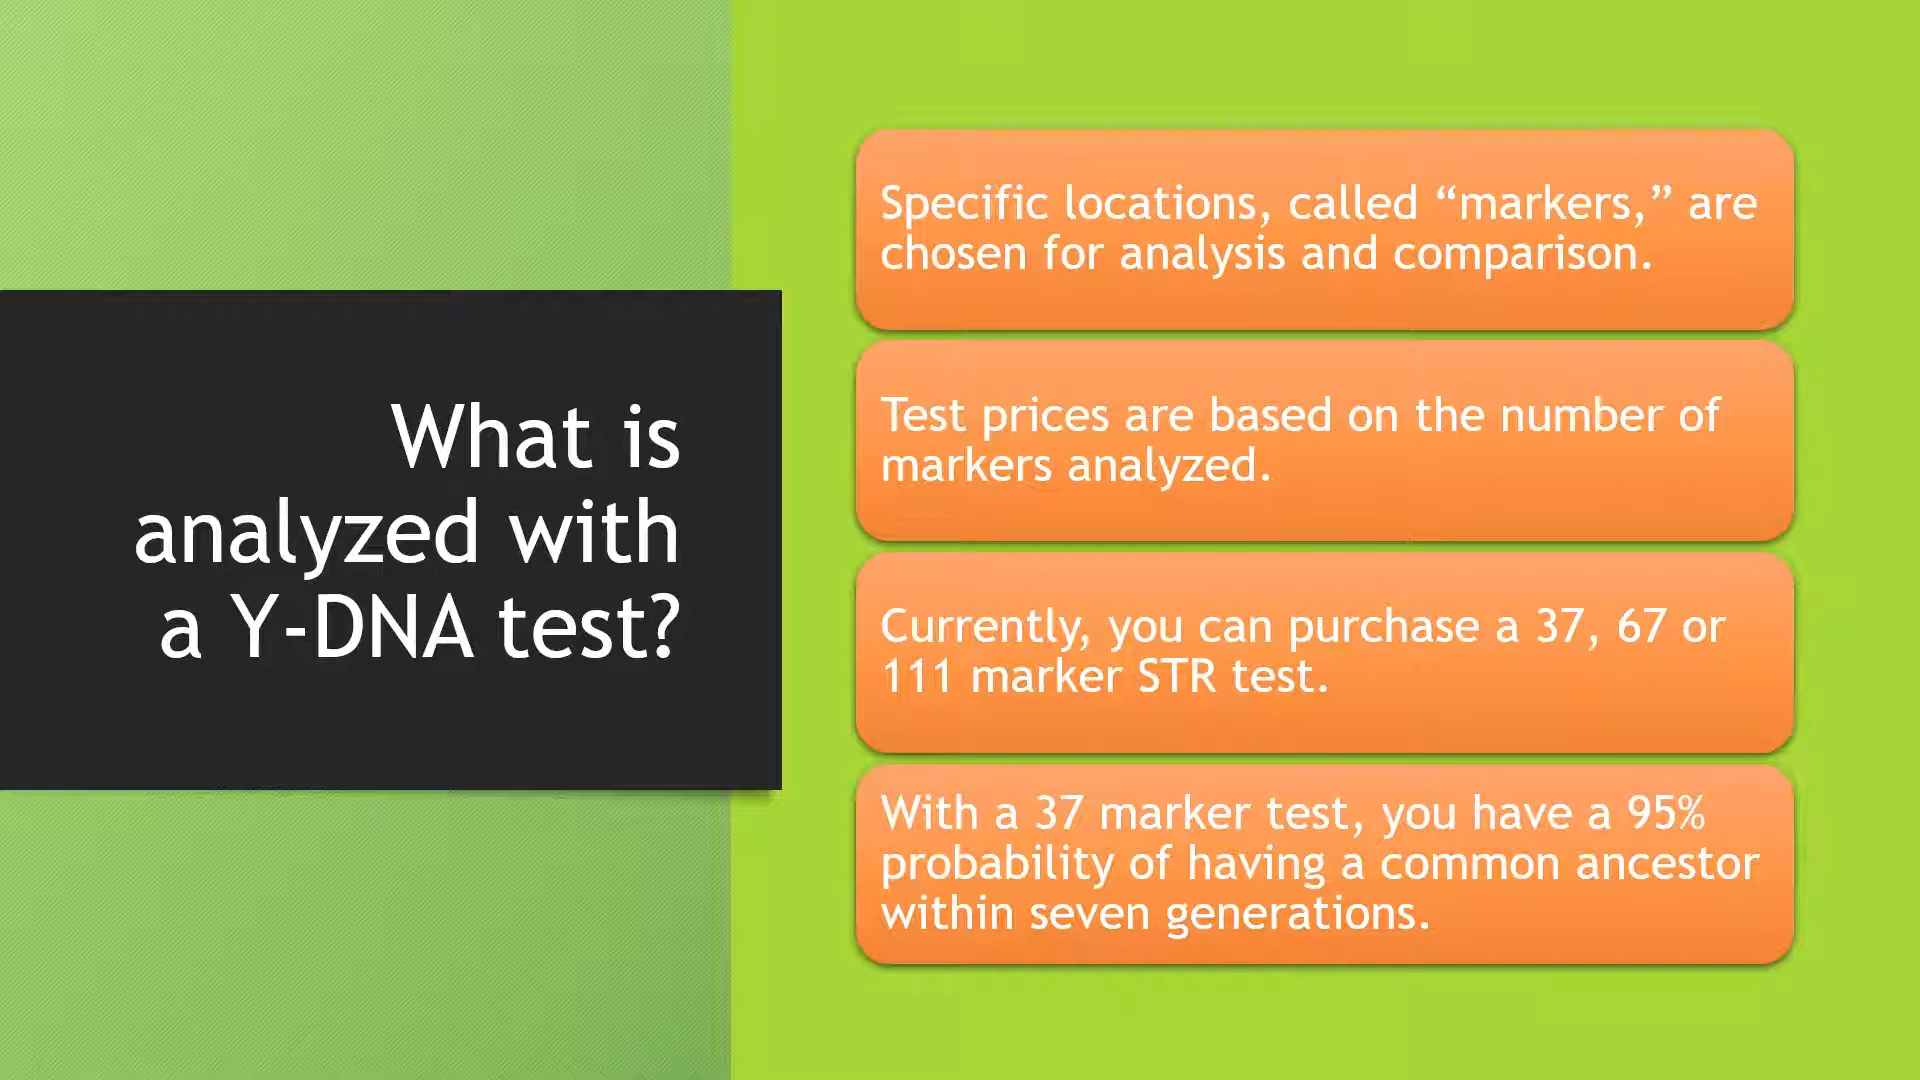 What is
analyzed with
a Y-DNA test?
Specific locations, called “markers,” are
chosen for analysis and comparison.
Test prices are based on the number of
markers analyzed.
Currently, you can purchase a 37, 67 or
111 marker STR test.
With a 37 marker test, you have a 95%
probability of having a common ancestor
within seven generations.